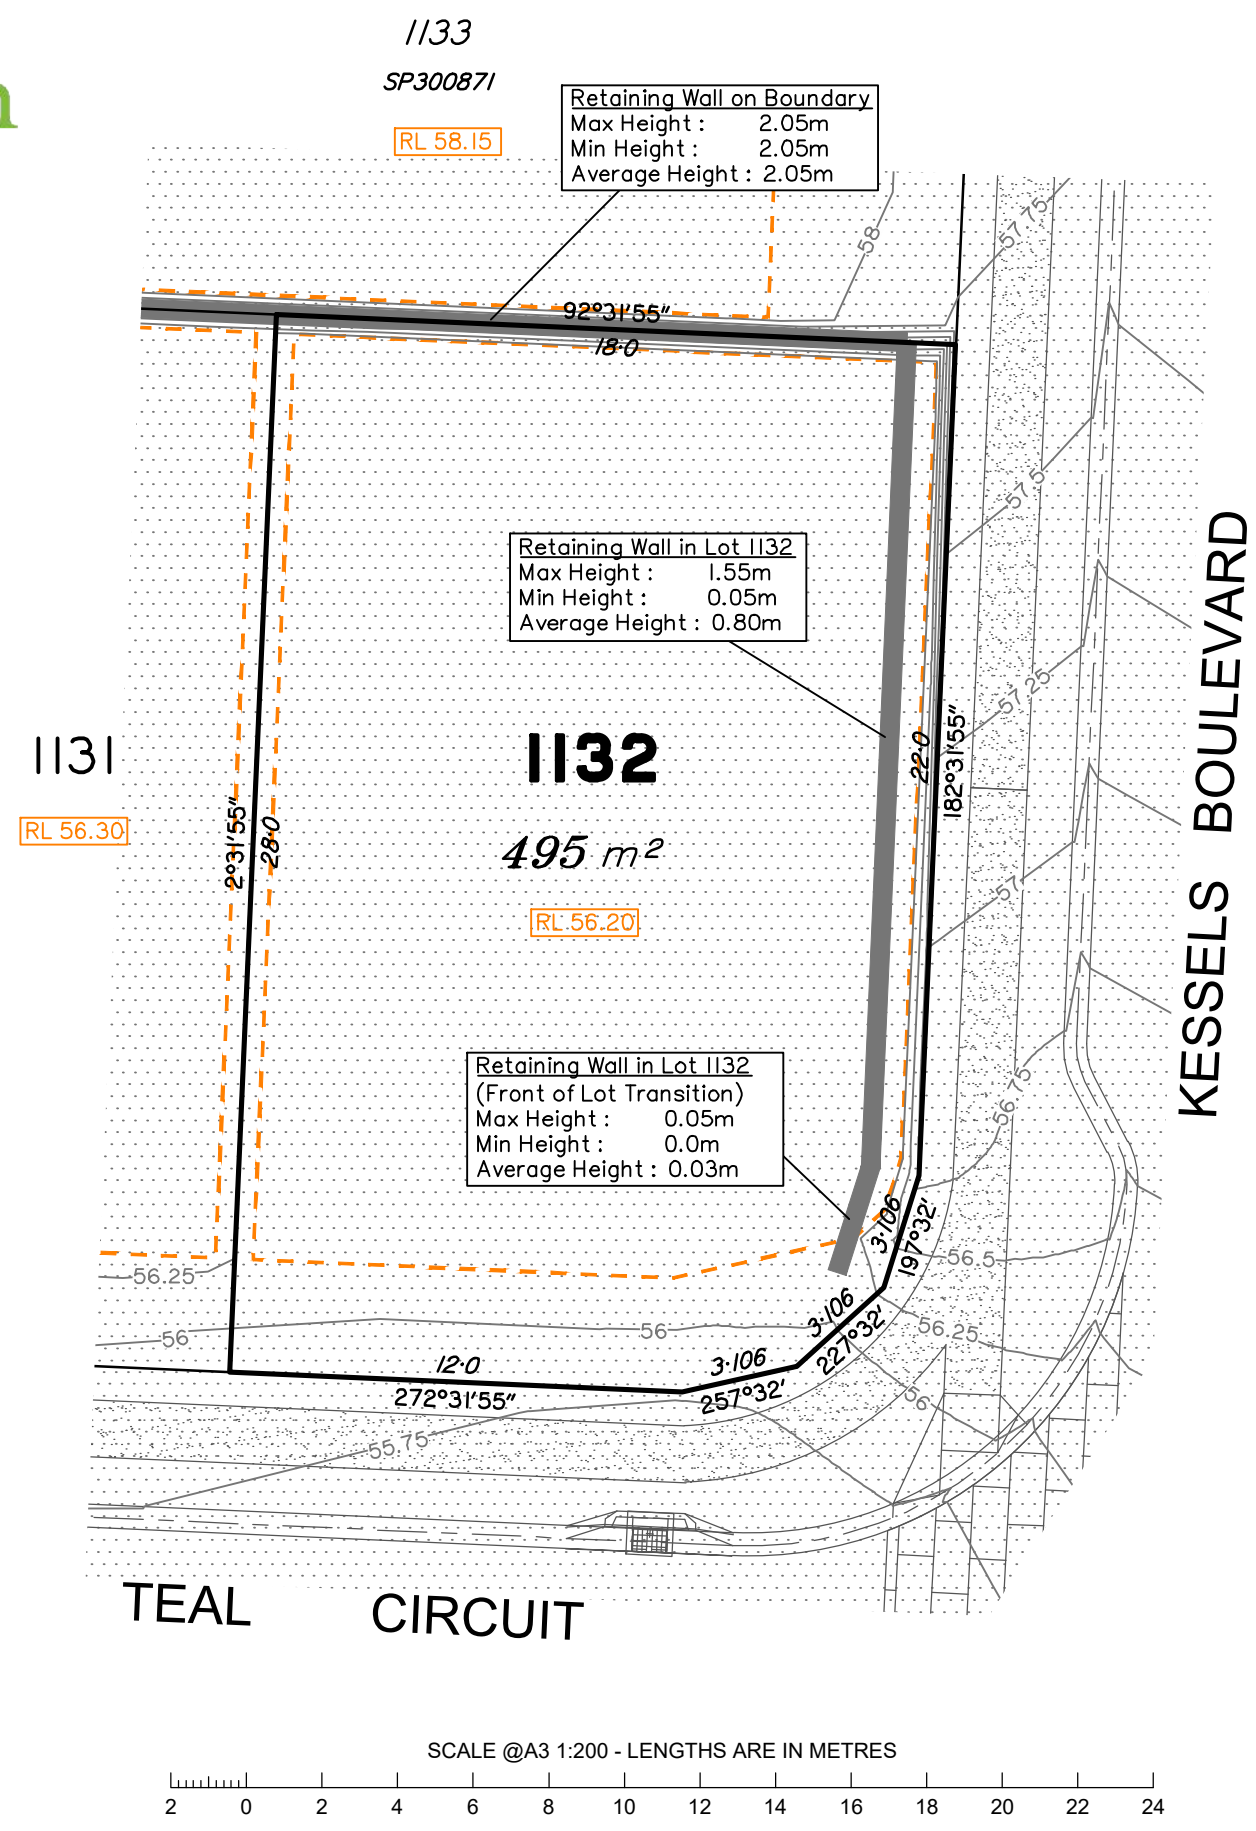 1133
SP300871
RL 58.15
Retaining Wall on Boundary
Max Height : 2.05m
Min Height : 2.05m
Average Height : 2.05m
58
57.75
92°31'55"
18·0
57.5
Retaining Wall in Lot 1132
Max Height : 1.55m
Min Height : 0.05m
Average Height : 0.80m
57.25
1131
RL 56.30
1132
495 m²
RL 56.20
2°31'55"
28·0
22·0
182°31'55"
57
KESSELS BOULEVARD
Retaining Wall in Lot 1132
(Front of Lot Transition)
Max Height : 0.05m
Min Height : 0.0m
Average Height : 0.03m
56.75
3·106
197°32'
56.5
56.25
56
56
3·106
227°32'
56.25
56
12·0
272°31'55"
3·106
257°32'
55.75
TEAL CIRCUIT
SCALE @A3 1:200 - LENGTHS ARE IN METRES
2 0 2 4 6 8 10 12 14 16 18 20 22 24